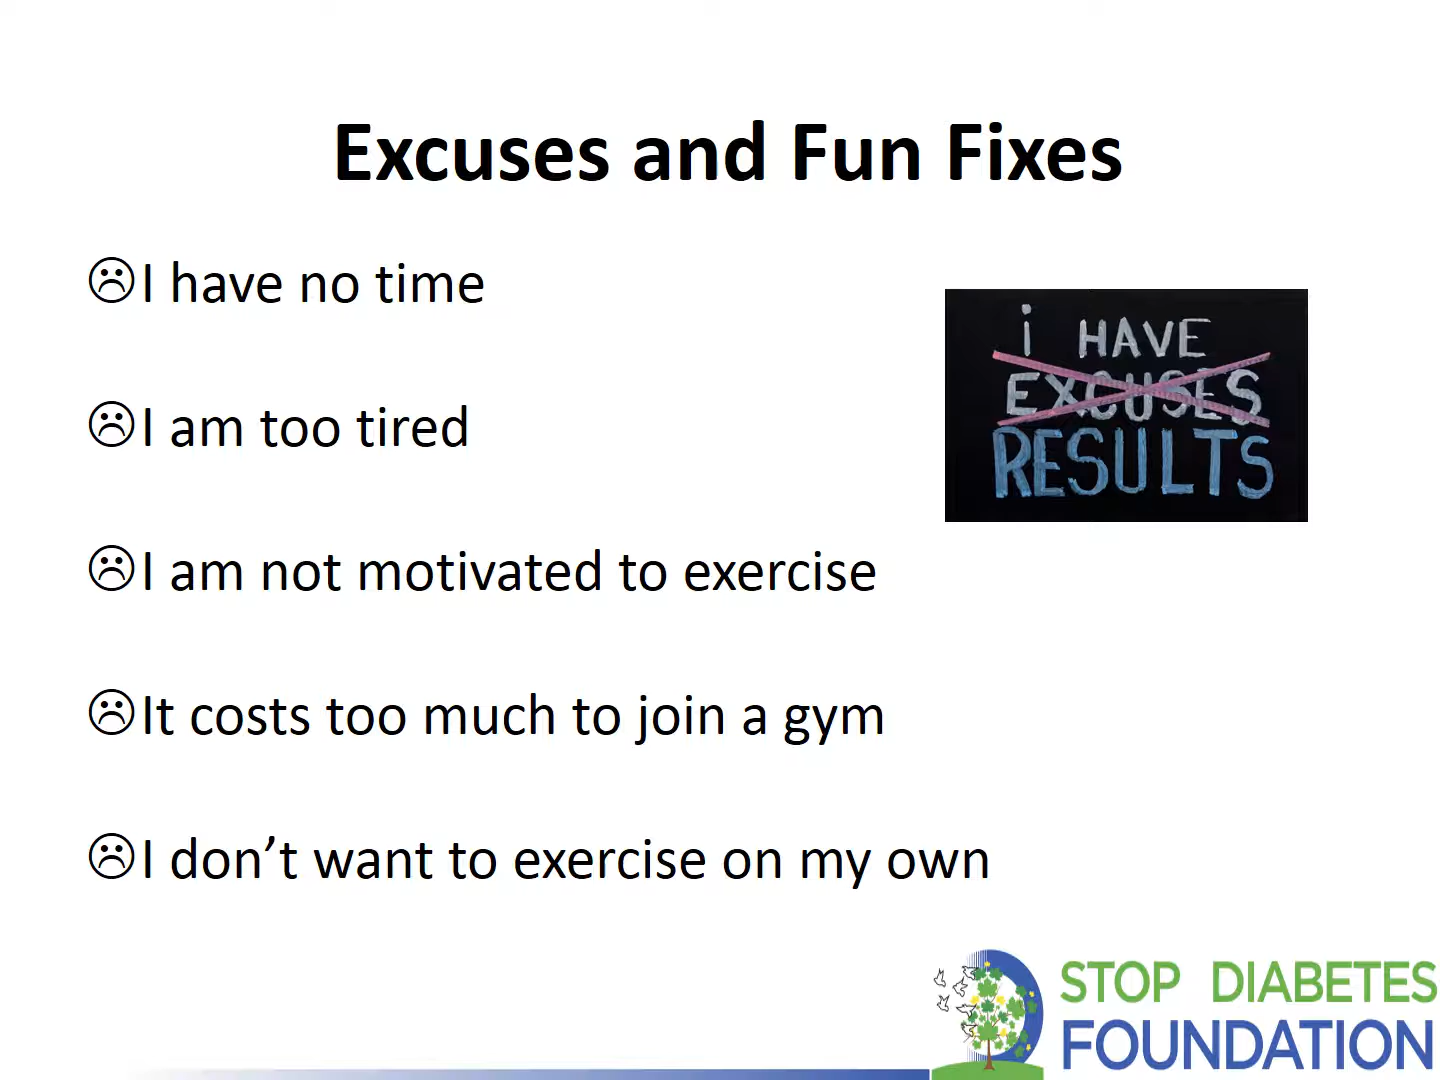 Excuses and Fun Fixes
☹I have no time
☹I am too tired
☹I am not motivated to exercise
☹It costs too much to join a gym
☹I don’t want to exercise on my own
i HAVE
EXCUSES
RESULTS
STOP DIABETES
FOUNDATION